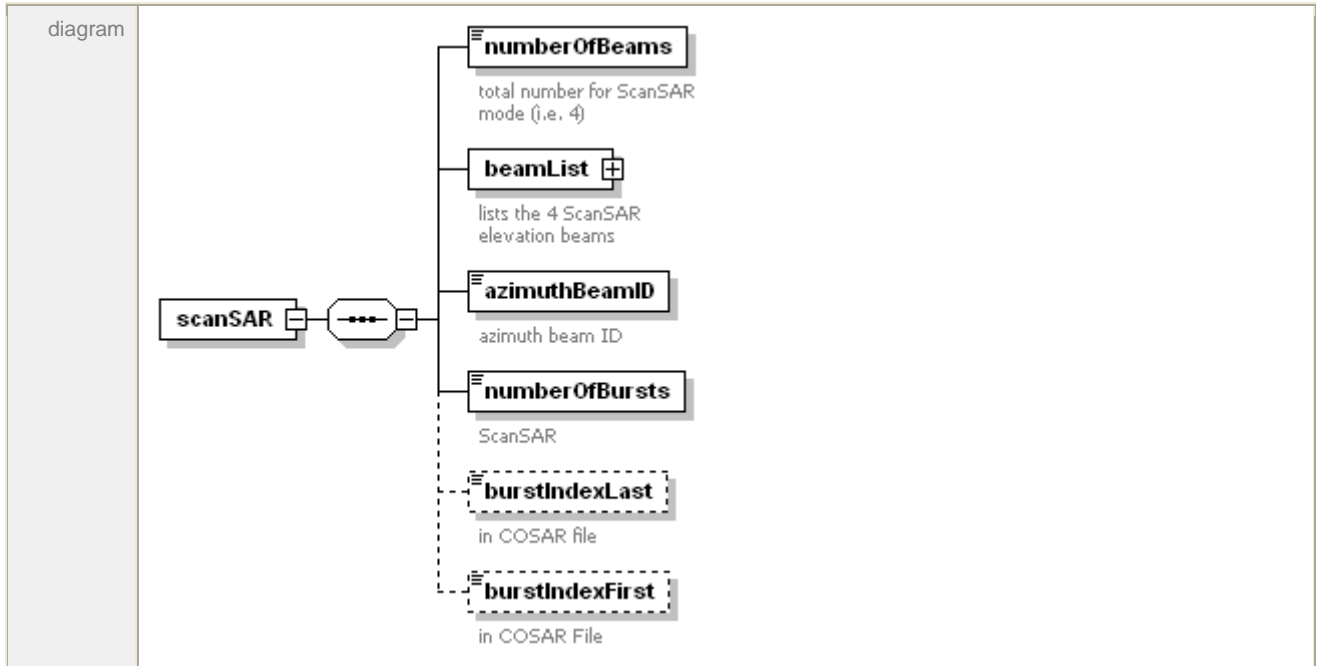 diagram
numberOfBeams
total number for ScanSAR
mode (i.e. 4)
beamList
lists the 4 ScanSAR
elevation beams
azimuthBeamID
azimuth beam ID
scanSAR
numberOfBursts
ScanSAR
burstIndexLast
in COSAR file
burstIndexFirst
in COSAR File